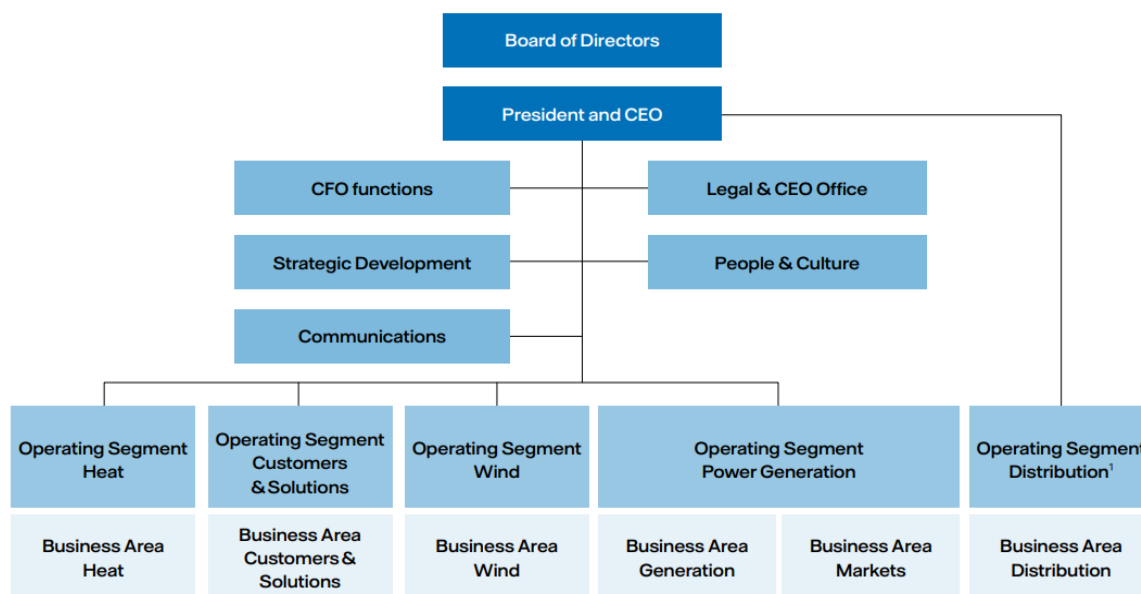 Board of Directors
President and CEO
CFO functions
Legal & CEO Office
Strategic Development
People & Culture
Communications
Operating Segment
Heat
Operating Segment
Customers
& Solutions
Operating Segment
Wind
Operating Segment
Power Generation
Operating Segment
Distribution¹
Business Area
Heat
Business Area
Customers &
Solutions
Business Area
Wind
Business Area
Generation
Business Area
Markets
Business Area
Distribution